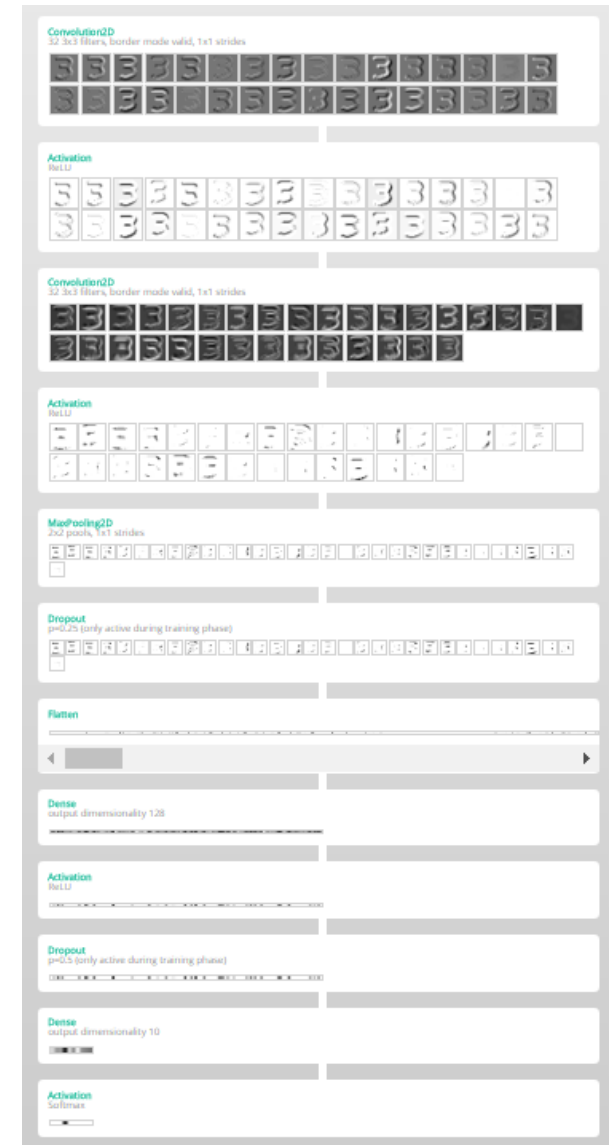 Convolution2D
32 3x3 filters, border mode valid, 1x1 strides
Activation
ReLU
Convolution2D
32 3x3 filters, border mode valid, 1x1 strides
Activation
ReLU
MaxPooling2D
2x2 pools, 1x1 strides
Dropout
p=0.25 (only active during training phase)
Flatten
Dense
output dimensionality 128
Activation
ReLU
Dropout
p=0.5 (only active during training phase)
Dense
output dimensionality 10
Activation
Softmax